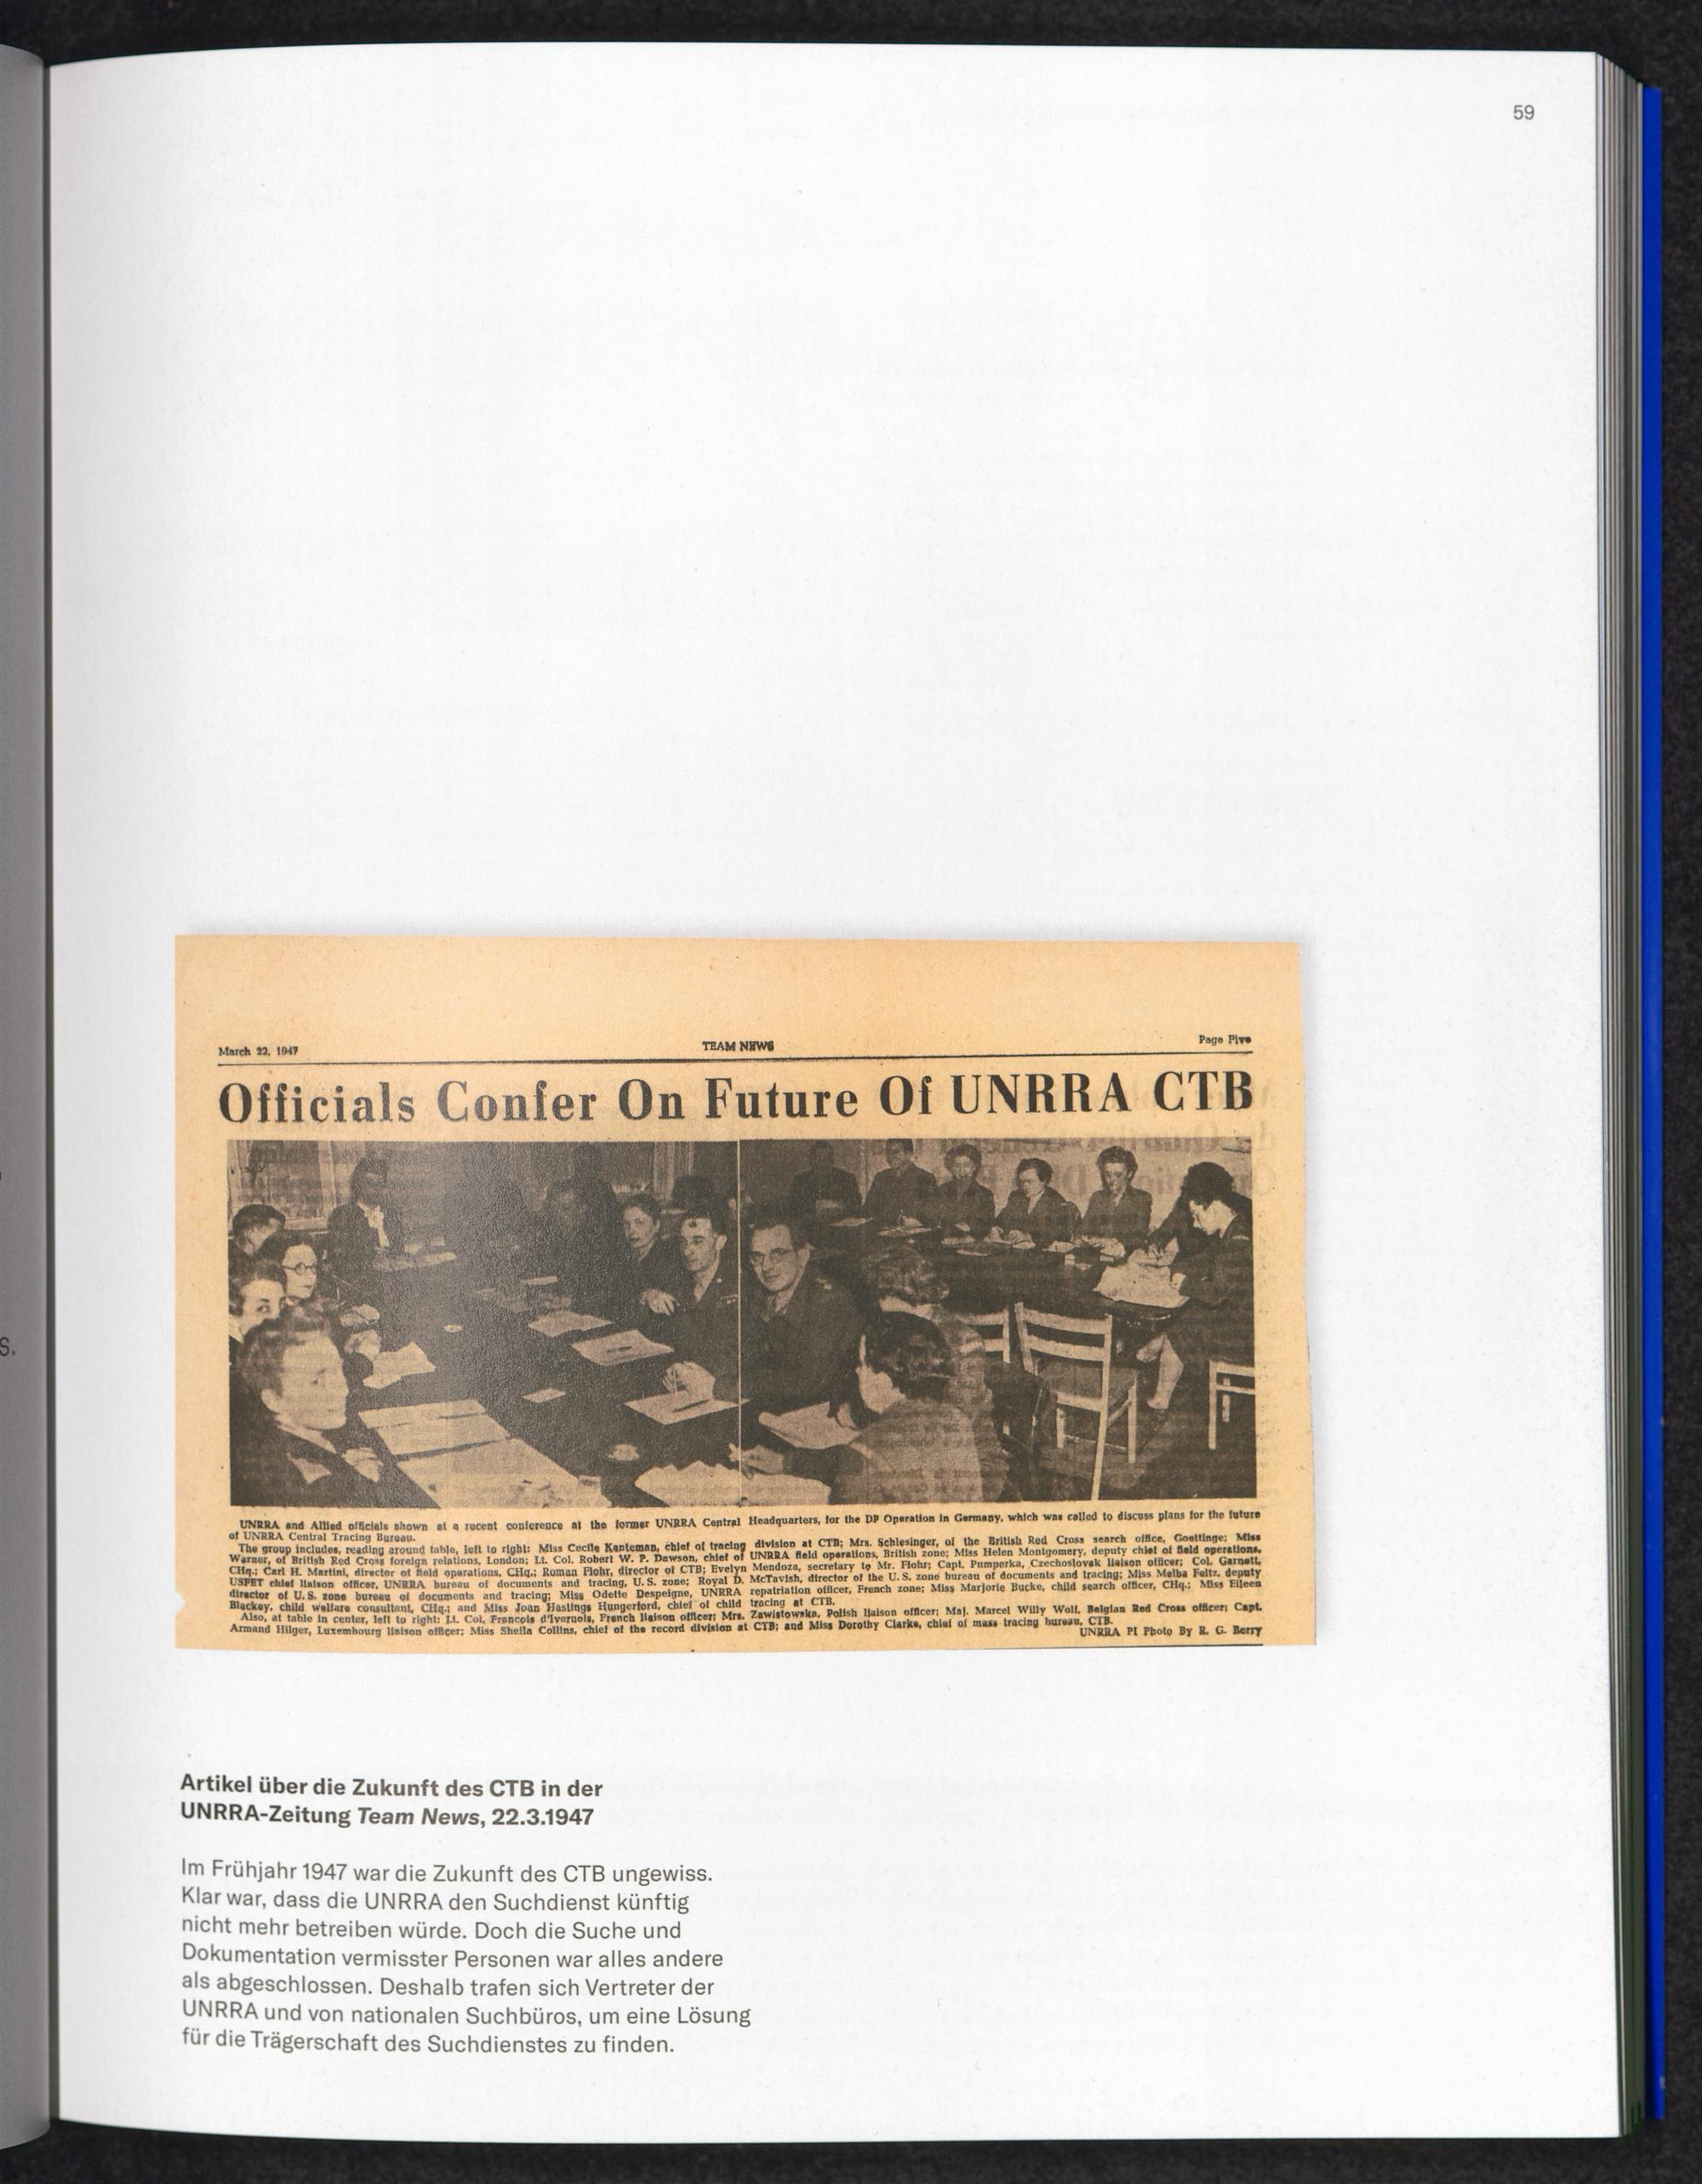 59
s.
March 22, 1947 TEAM NEWS Page Five
Officials Confer On Future Of UNRRA CTB
UNRRA and Allied officials shown at a recent conference at the former UNRRA Central Headquarters, for the DP Operation in Germany, which was called to discuss plans for the future
of UNRRA Central Tracing Bureau.
The group includes, reading around table, left to right: Miss Cecile Kanteman, chief of tracing division at CTB; Mrs. Schlesinger, of the British Red Cross search office, Goettinge; Miss
Warner, of British Red Cross foreign relations, London; Lt. Col. Robert W. P. Dawson, chief of UNRRA field operations, British zone; Miss Helen Montgomery, deputy chief of field operations,
CHq.; Carl H. Martini, director of field operations, CHq.; Roman Flohr, director of CTB; Evelyn Mendoza, secretary to Mr. Flohr; Capt. Pumperka, Czechoslovak liaison officer; Col. Garnett,
USFET chief liaison officer, UNRRA bureau of documents and tracing, U.S. zone; Royal D. McTavish, director of the U.S. zone bureau of documents and tracing; Miss Melba Foltz, deputy
director of U.S. zone bureau of documents and tracing; Miss Odette Despeigne, UNRRA repatriation officer, French zone; Miss Marjorie Bucke, child search officer, CHq.; Miss Eileen
Blackey, child welfare consultant, CHq.; and Miss Joan Hastings Hungerford, chief of child tracing at CTB.
Also, at table in center, left to right: Lt. Col. Francois d'Ivernois, French liaison officer; Mrs. Zawistowska, Polish liaison officer; Maj. Marcel Willy Wolf, Belgian Red Cross officer; Capt.
Armand Hilger, Luxembourg liaison officer; Miss Sheila Collins, chief of the record division at CTB; and Miss Dorothy Clarke, chief of mass tracing bureau, CTB.
UNRRA PI Photo By R. G. Berry
Artikel über die Zukunft des CTB in der
UNRRA-Zeitung Team News, 22.3.1947
Im Frühjahr 1947 war die Zukunft des CTB ungewiss.
Klar war, dass die UNRRA den Suchdienst künftig
nicht mehr betreiben würde. Doch die Suche und
Dokumentation vermisster Personen war alles andere
als abgeschlossen. Deshalb trafen sich Vertreter der
UNRRA und von nationalen Suchbüros, um eine Lösung
für die Trägerschaft des Suchdienstes zu finden.